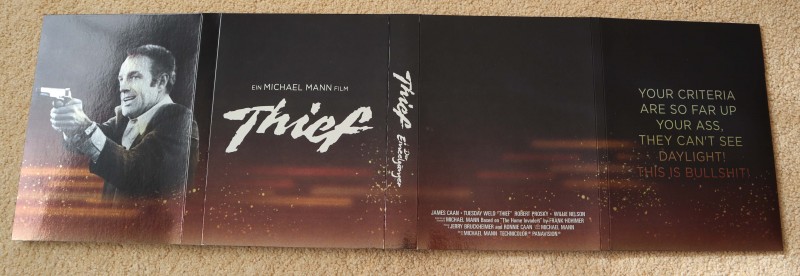 EIN MICHAEL MANN FILM
Thief
Thief
Der Einzelgänger
JAMES CAAN • TUESDAY WELD "THIEF" ROBERT PROSKY • WILLIE NELSON
MICHAEL MANN Based on "The Home Invaders" by FRANK HOHIMER
JERRY BRUCKHEIMER and RONNIE CAAN MICHAEL MANN
MICHAEL MANN TECHNICOLOR® PANAVISION®
YOUR CRITERIA
ARE SO FAR UP
YOUR ASS,
THEY CAN'T SEE
DAYLIGHT!
THIS IS BULLSHIT!